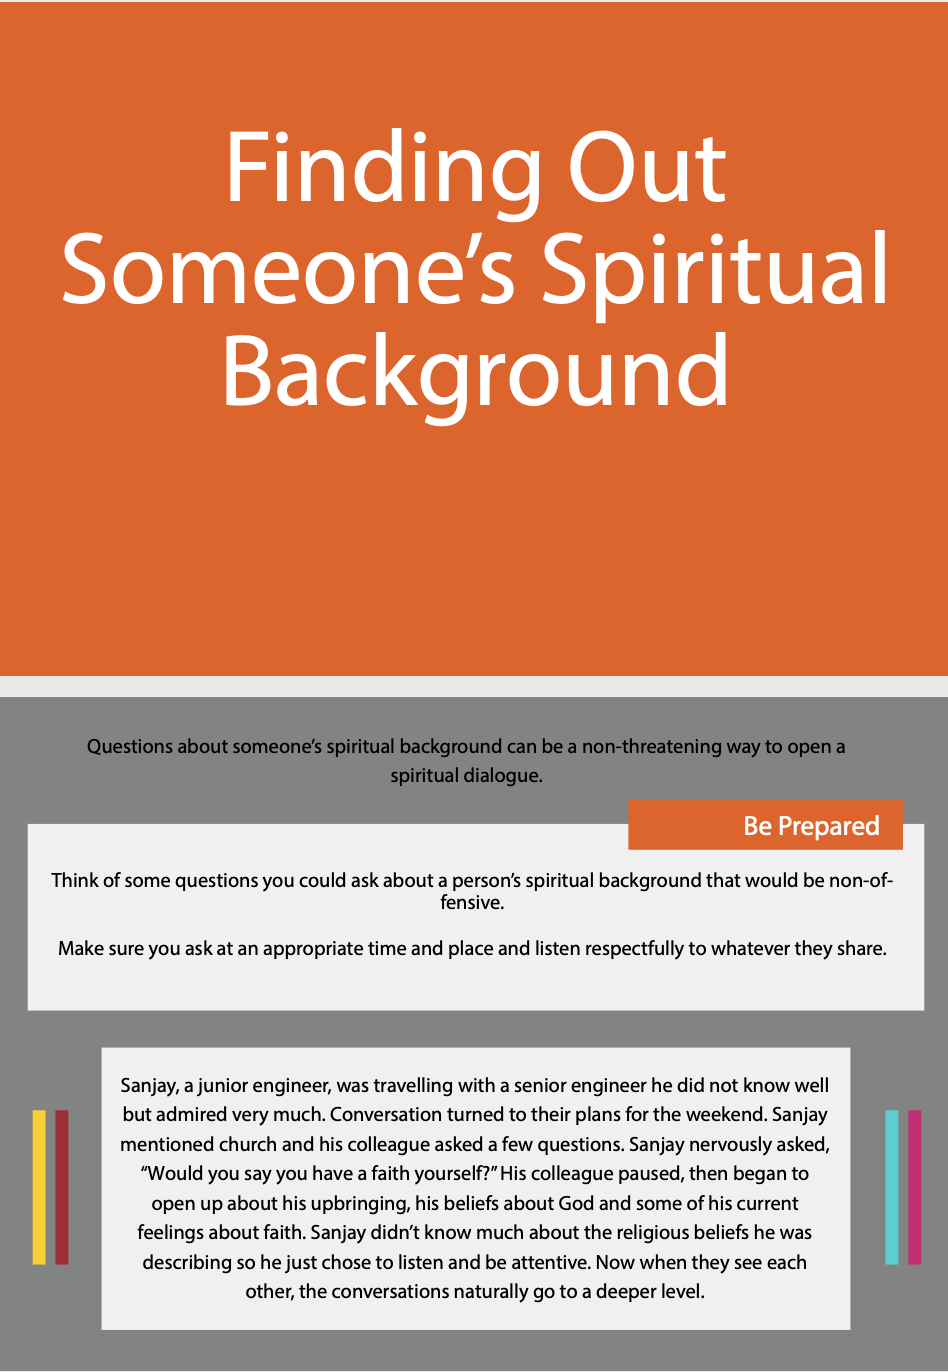 Finding Out
Someone’s Spiritual
Background
Questions about someone’s spiritual background can be a non-threatening way to open a
spiritual dialogue.
Be Prepared
Think of some questions you could ask about a person’s spiritual background that would be non-of-
fensive.
Make sure you ask at an appropriate time and place and listen respectfully to whatever they share.
Sanjay, a junior engineer, was travelling with a senior engineer he did not know well
but admired very much. Conversation turned to their plans for the weekend. Sanjay
mentioned church and his colleague asked a few questions. Sanjay nervously asked,
“Would you say you have a faith yourself?” His colleague paused, then began to
open up about his upbringing, his beliefs about God and some of his current
feelings about faith. Sanjay didn’t know much about the religious beliefs he was
describing so he just chose to listen and be attentive. Now when they see each
other, the conversations naturally go to a deeper level.